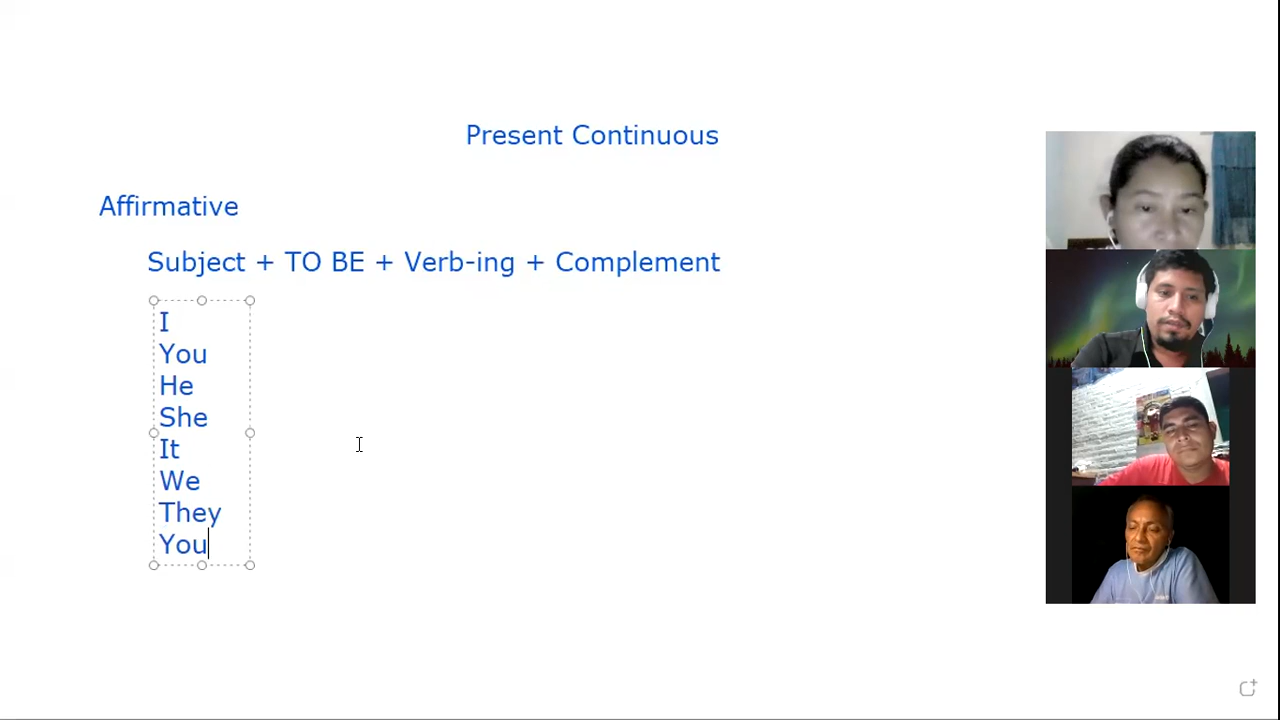 Present Continuous
Affirmative
Subject + TO BE + Verb-ing + Complement
I
You
He
She
It
We
They
You